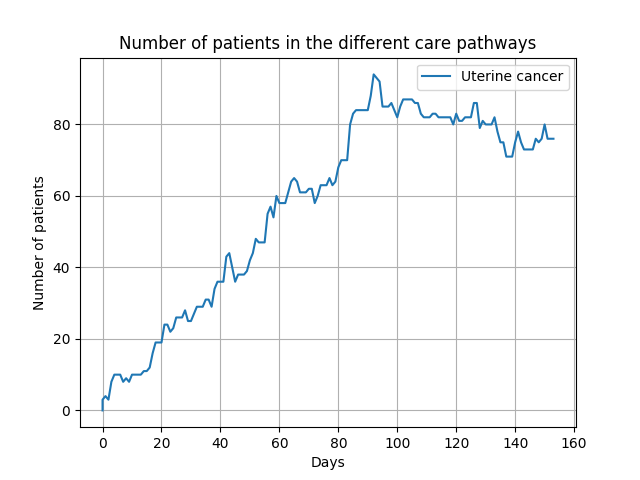 Number of patients in the different care pathways
Uterine cancer
Number of patients
80
60
40
20
0
0 20 40 60 80 100 120 140 160
Days